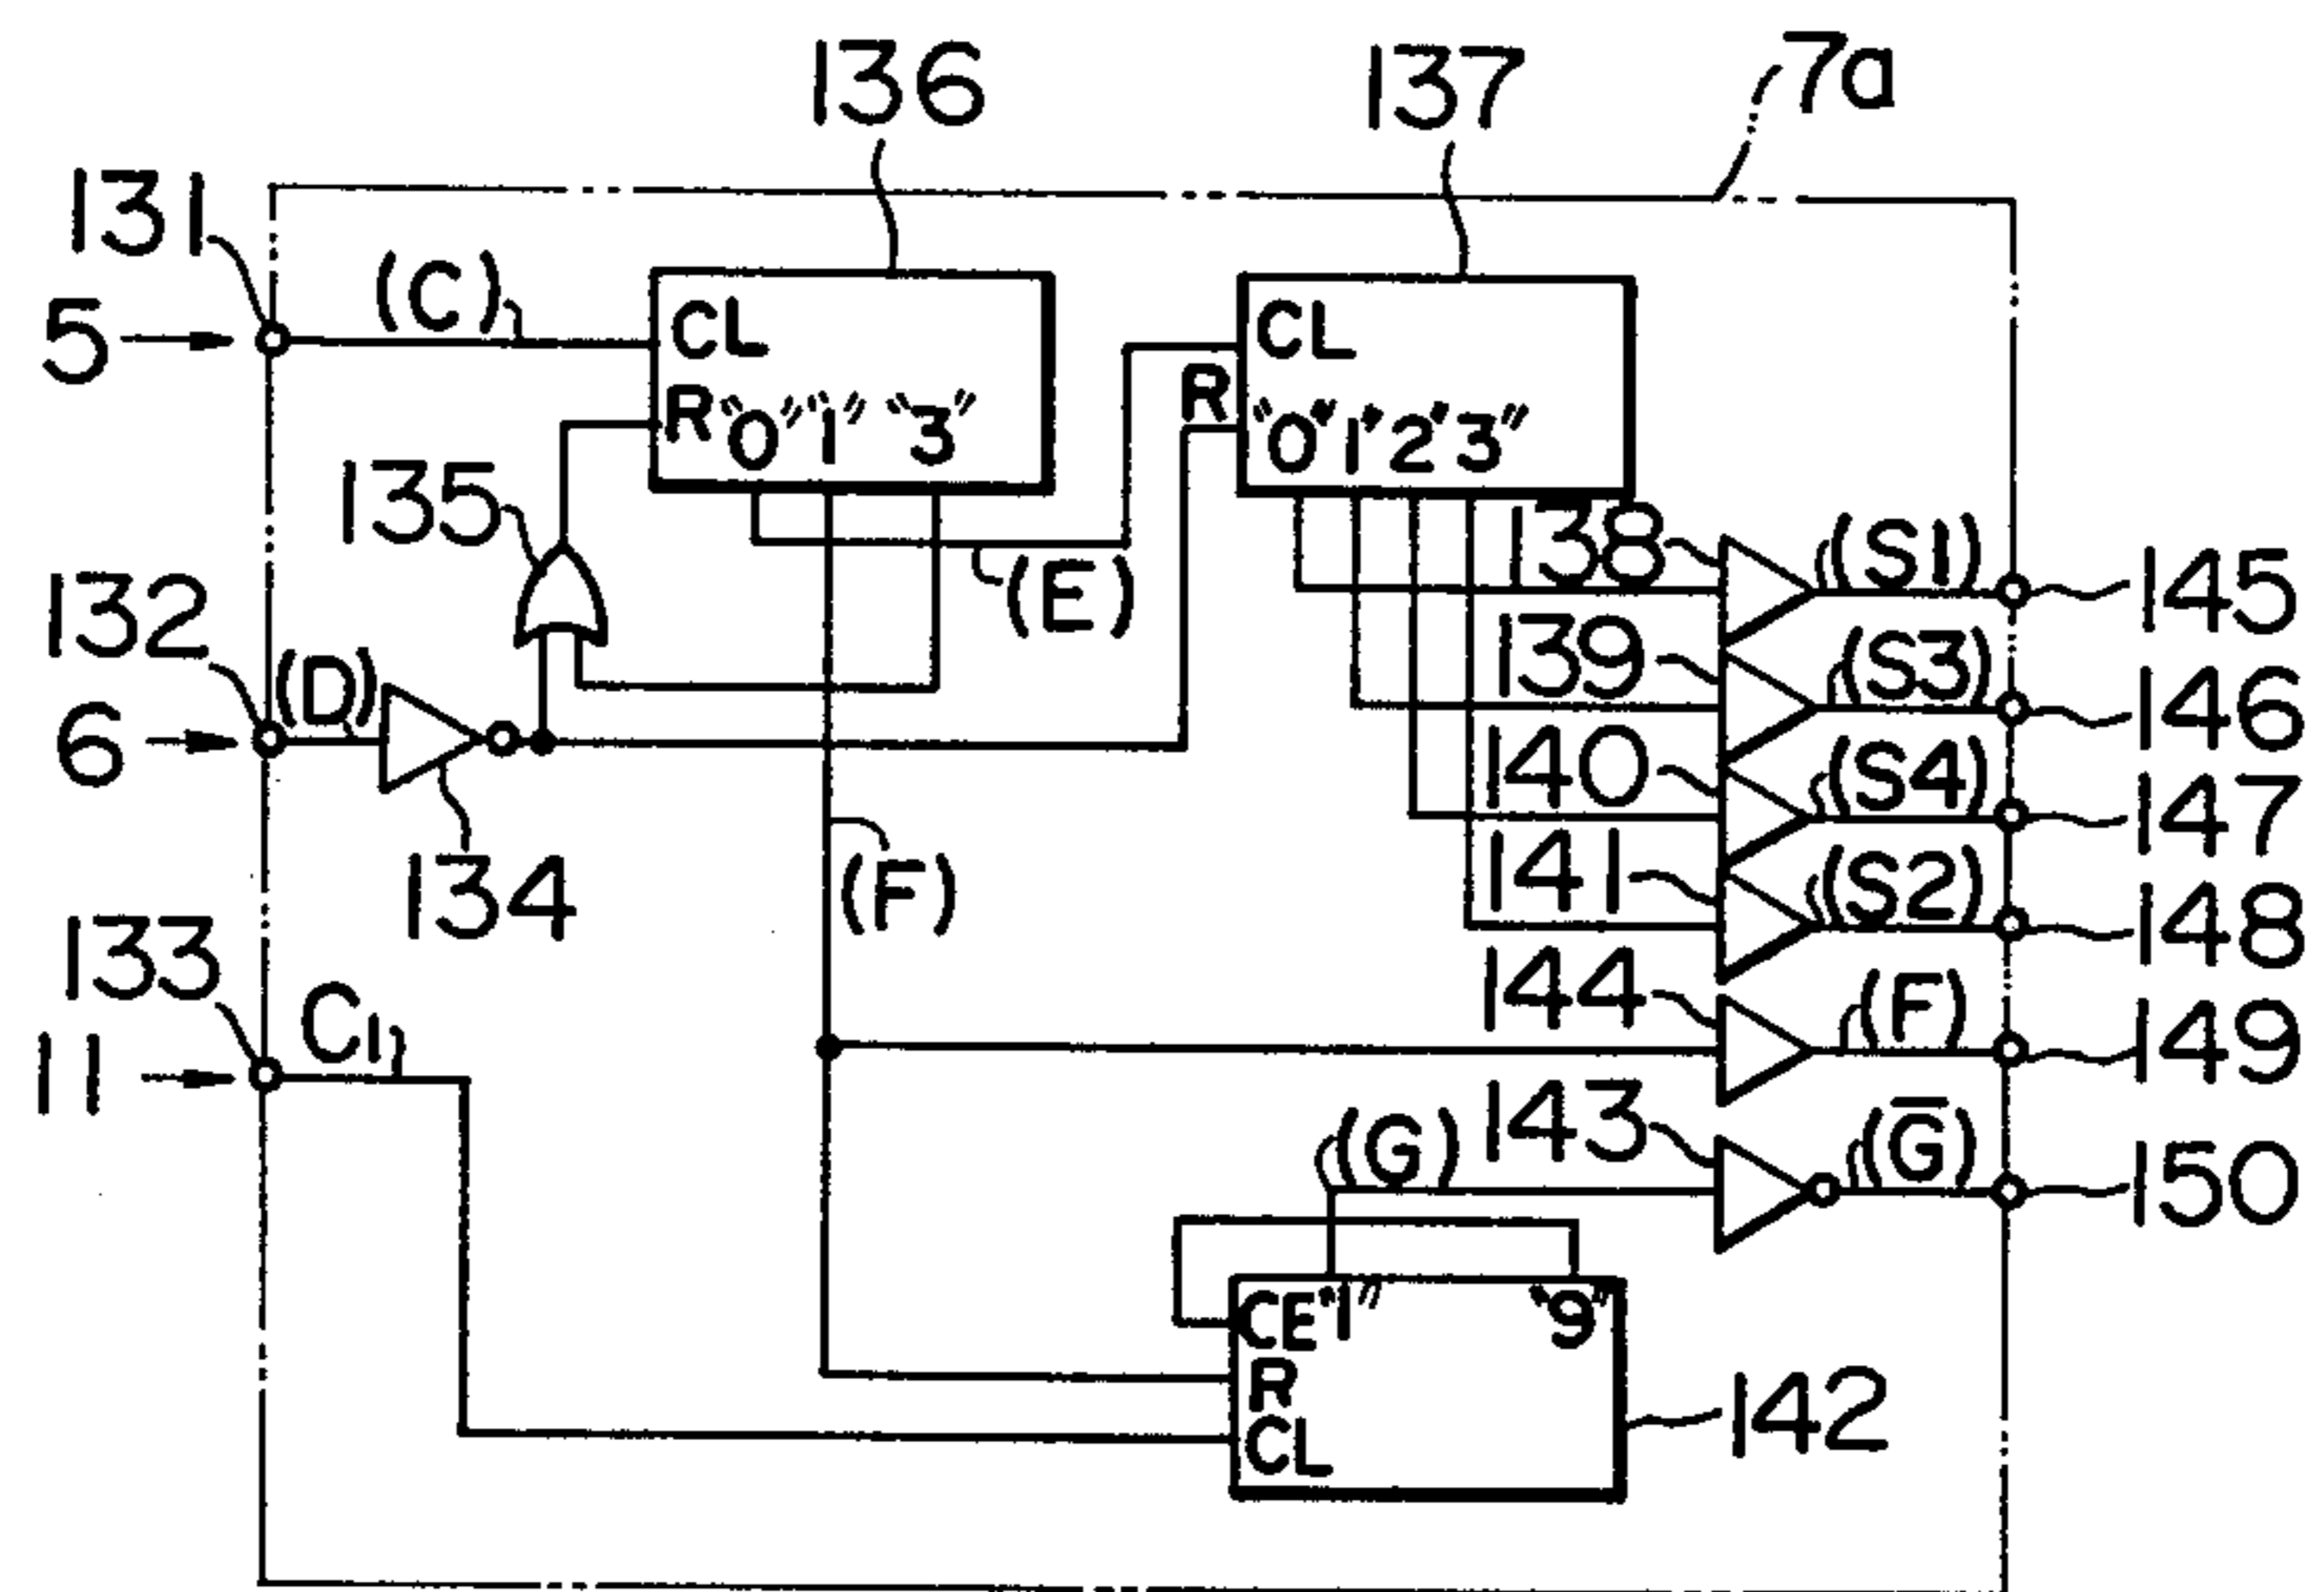 136
137
7a
131
5
(C)
CL
R "0" "1" "3"
CL
R
"0" "1" "2" "3"
135
(E)
138
(S1)
145
132
6
(D)
134
139
(S3)
146
140
(S4)
147
141
(S2)
148
(F)
133
11
C1
144
(F)
149
(G)
143
(G̅)
150
CE "1" "9"
R
CL
142